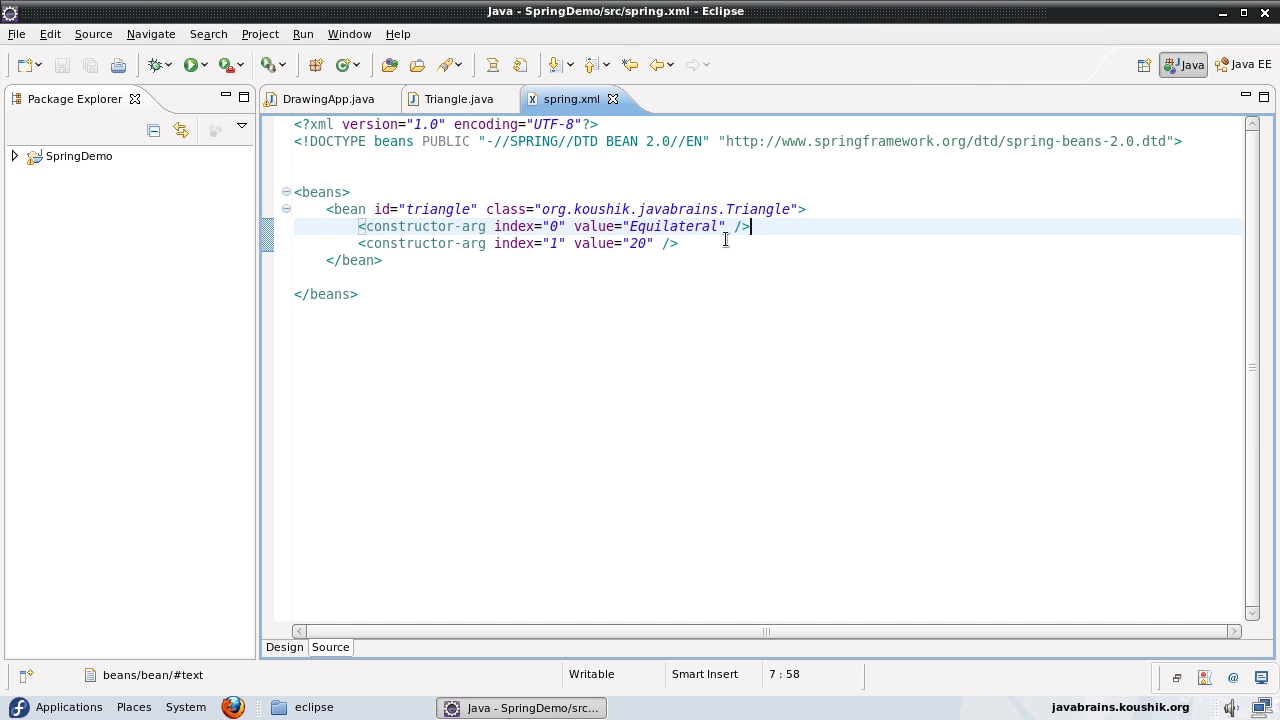 Java - SpringDemo/src/spring.xml - Eclipse
File Edit Source Navigate Search Project Run Window Help
Java Java EE
Package Explorer DrawingApp.java Triangle.java spring.xml
SpringDemo
<?xml version="1.0" encoding="UTF-8"?>
<!DOCTYPE beans PUBLIC "-//SPRING//DTD BEAN 2.0//EN" "http://www.springframework.org/dtd/spring-beans-2.0.dtd">
<beans>
<bean id="triangle" class="org.koushik.javabrains.Triangle">
<constructor-arg index="0" value="Equilateral" />
<constructor-arg index="1" value="20" />
</bean>
</beans>
Design Source
beans/bean/#text Writable Smart Insert 7 : 58
Applications Places System eclipse Java - SpringDemo/src... javabrains.koushik.org